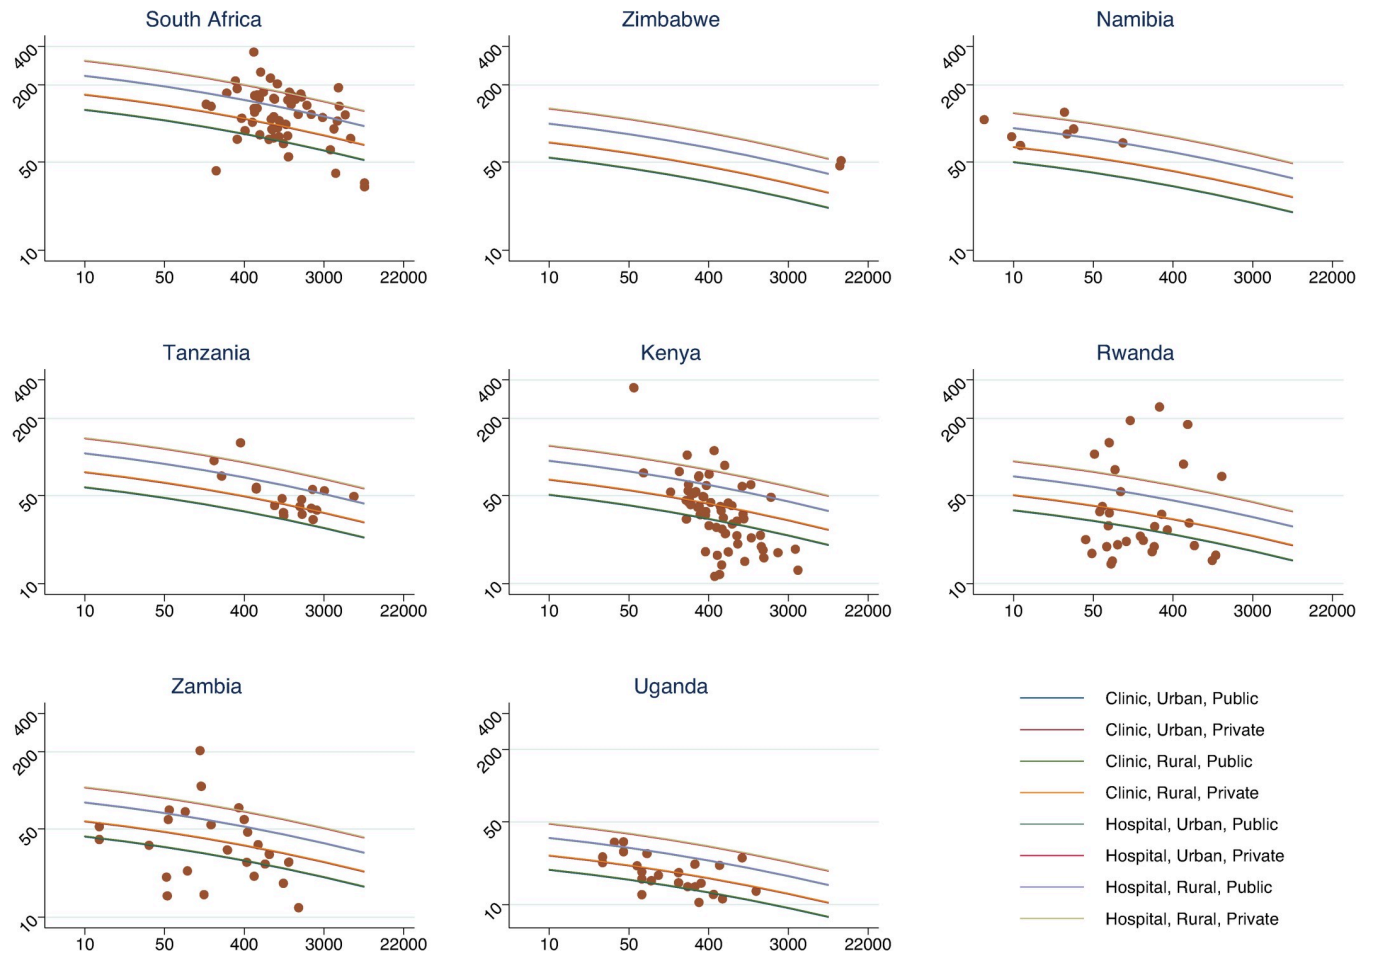 South Africa
Zimbabwe
Namibia
400
200
50
10
10 50 400 3000 22000
400
200
50
10
10 50 400 3000 22000
400
200
50
10
10 50 400 3000 22000
Tanzania
Kenya
Rwanda
400
200
50
10
10 50 400 3000 22000
400
200
50
10
10 50 400 3000 22000
400
200
50
10
10 50 400 3000 22000
Zambia
Uganda
400
200
50
10
10 50 400 3000 22000
400
200
50
10
10 50 400 3000 22000
Clinic, Urban, Public
Clinic, Urban, Private
Clinic, Rural, Public
Clinic, Rural, Private
Hospital, Urban, Public
Hospital, Urban, Private
Hospital, Rural, Public
Hospital, Rural, Private